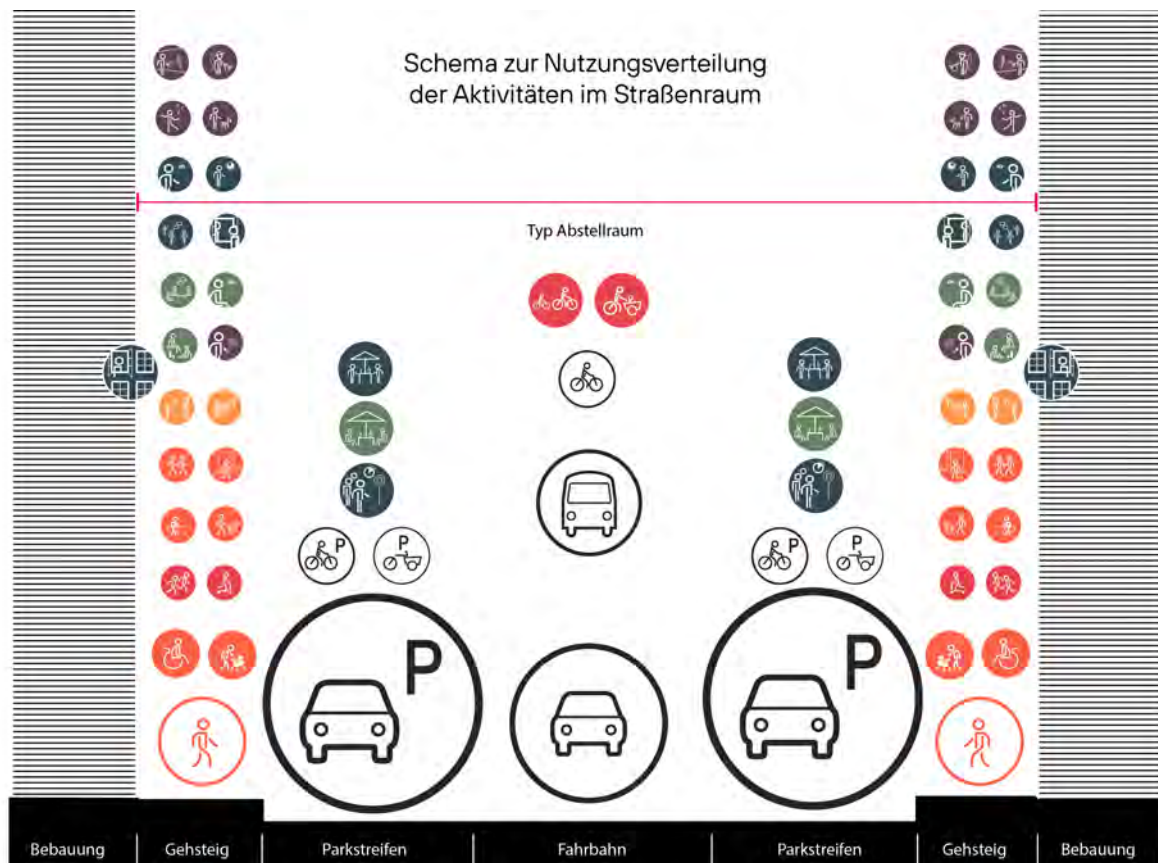 Schema zur Nutzungsverteilung
der Aktivitäten im Straßenraum
Typ Abstellraum
P
P
P
P
P
P
Bebauung
Gehsteig
Parkstreifen
Fahrbahn
Parkstreifen
Gehsteig
Bebauung